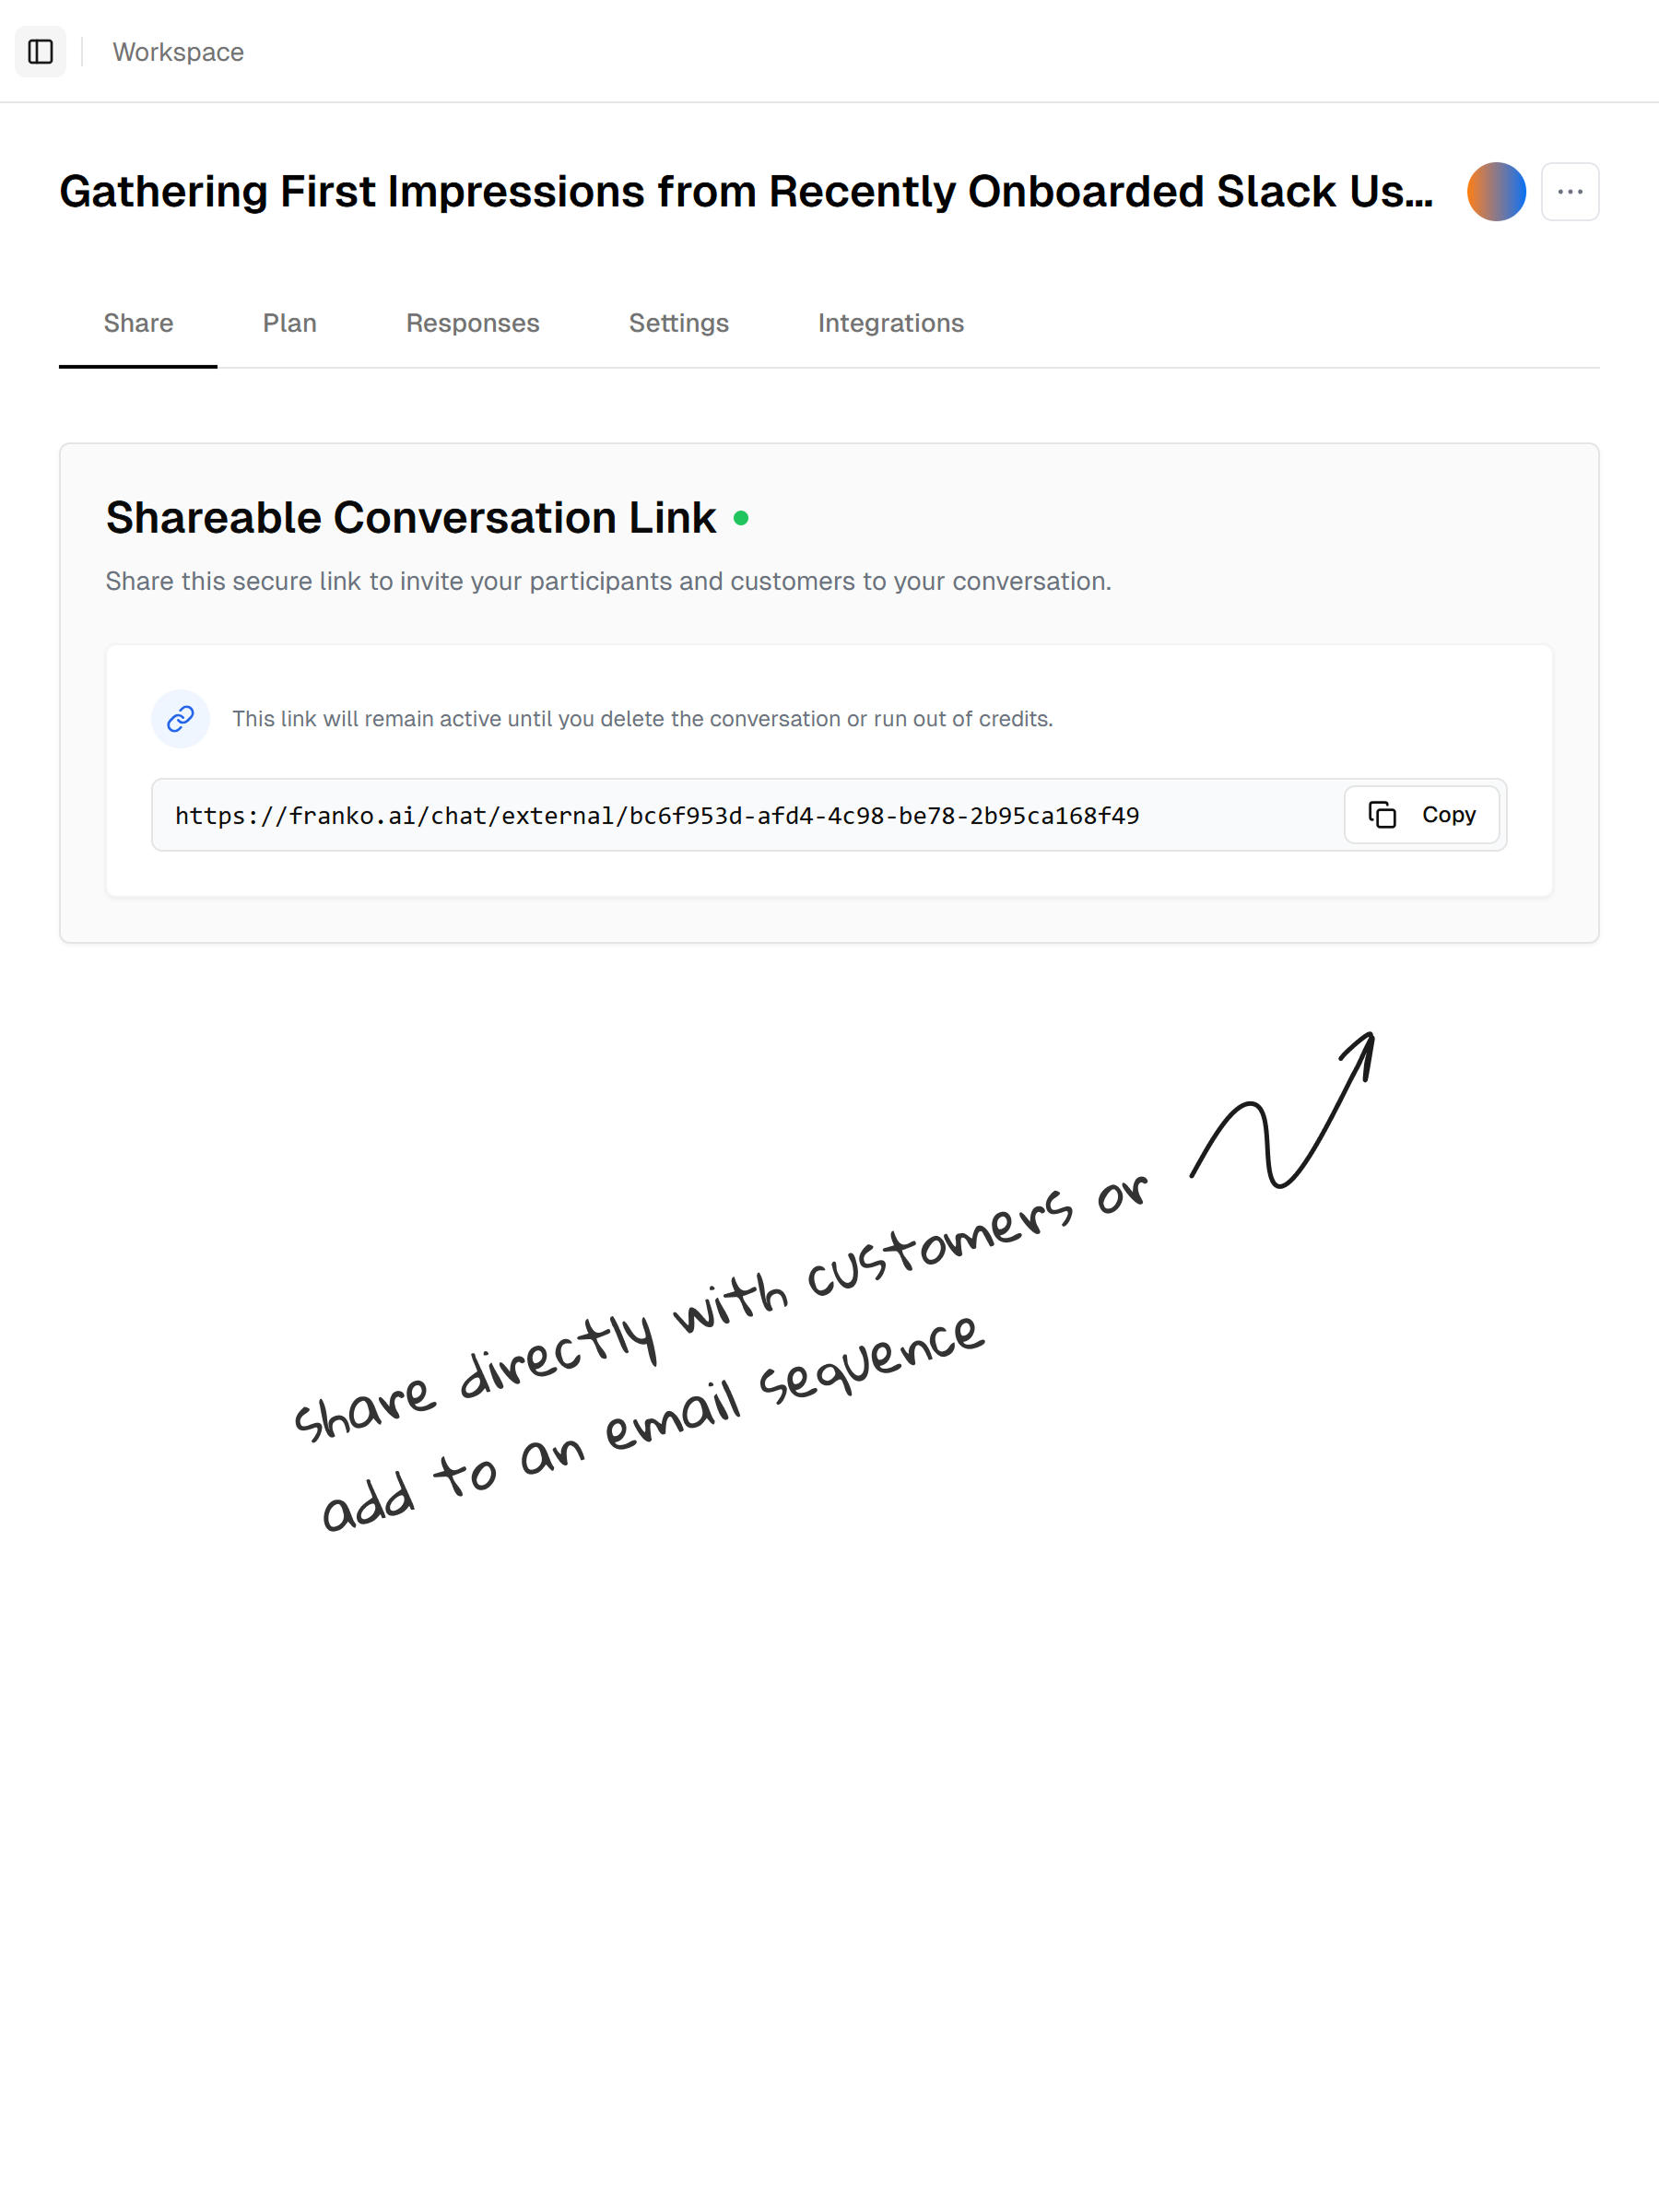 Workspace
Gathering First Impressions from Recently Onboarded Slack Us...
Share Plan Responses Settings Integrations
Shareable Conversation Link
Share this secure link to invite your participants and customers to your conversation.
This link will remain active until you delete the conversation or run out of credits.
https://franko.ai/chat/external/bc6f953d-afd4-4c98-be78-2b95ca168f49 Copy
share directly with customers or
add to an email sequence